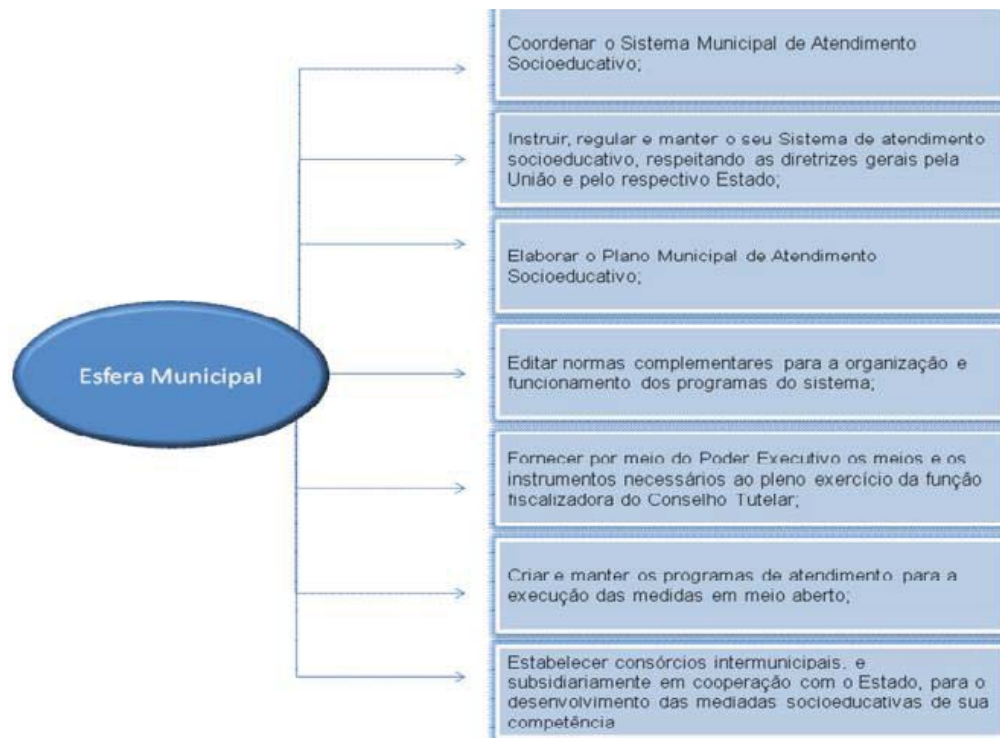 Coordenar o Sistema Municipal de Atendimento
Socioeducativo;
Instruir, regular e manter o seu Sistema de atendimento
socioeducativo, respeitando as diretrizes gerais pela
União e pelo respectivo Estado;
Elaborar o Plano Municipal de Atendimento
Socioeducativo;
Esfera Municipal
Editar normas complementares para a organização e
funcionamento dos programas do sistema;
Fornecer por meio do Poder Executivo os meios e os
instrumentos necessários ao pleno exercício da função
fiscalizadora do Conselho Tutelar;
Criar e manter os programas de atendimento para a
execução das medidas em meio aberto;
Estabelecer consórcios intermunicipais, e
subsidiariamente em cooperação com o Estado, para o
desenvolvimento das mediadas socioeducativas de sua
competência